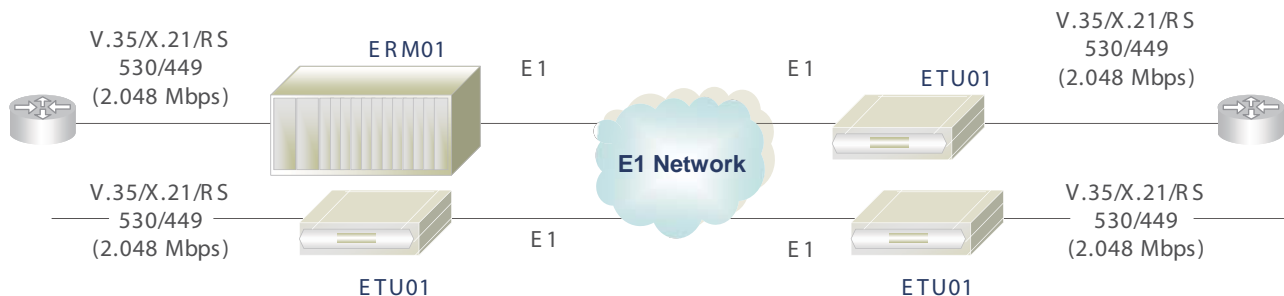 V.35/X.21/RS
530/449
(2.048 Mbps)
ERM01
E1
E1
ETU01
V.35/X.21/RS
530/449
(2.048 Mbps)
E1 Network
V.35/X.21/RS
530/449
(2.048 Mbps)
ETU01
E1
E1
ETU01
V.35/X.21/RS
530/449
(2.048 Mbps)